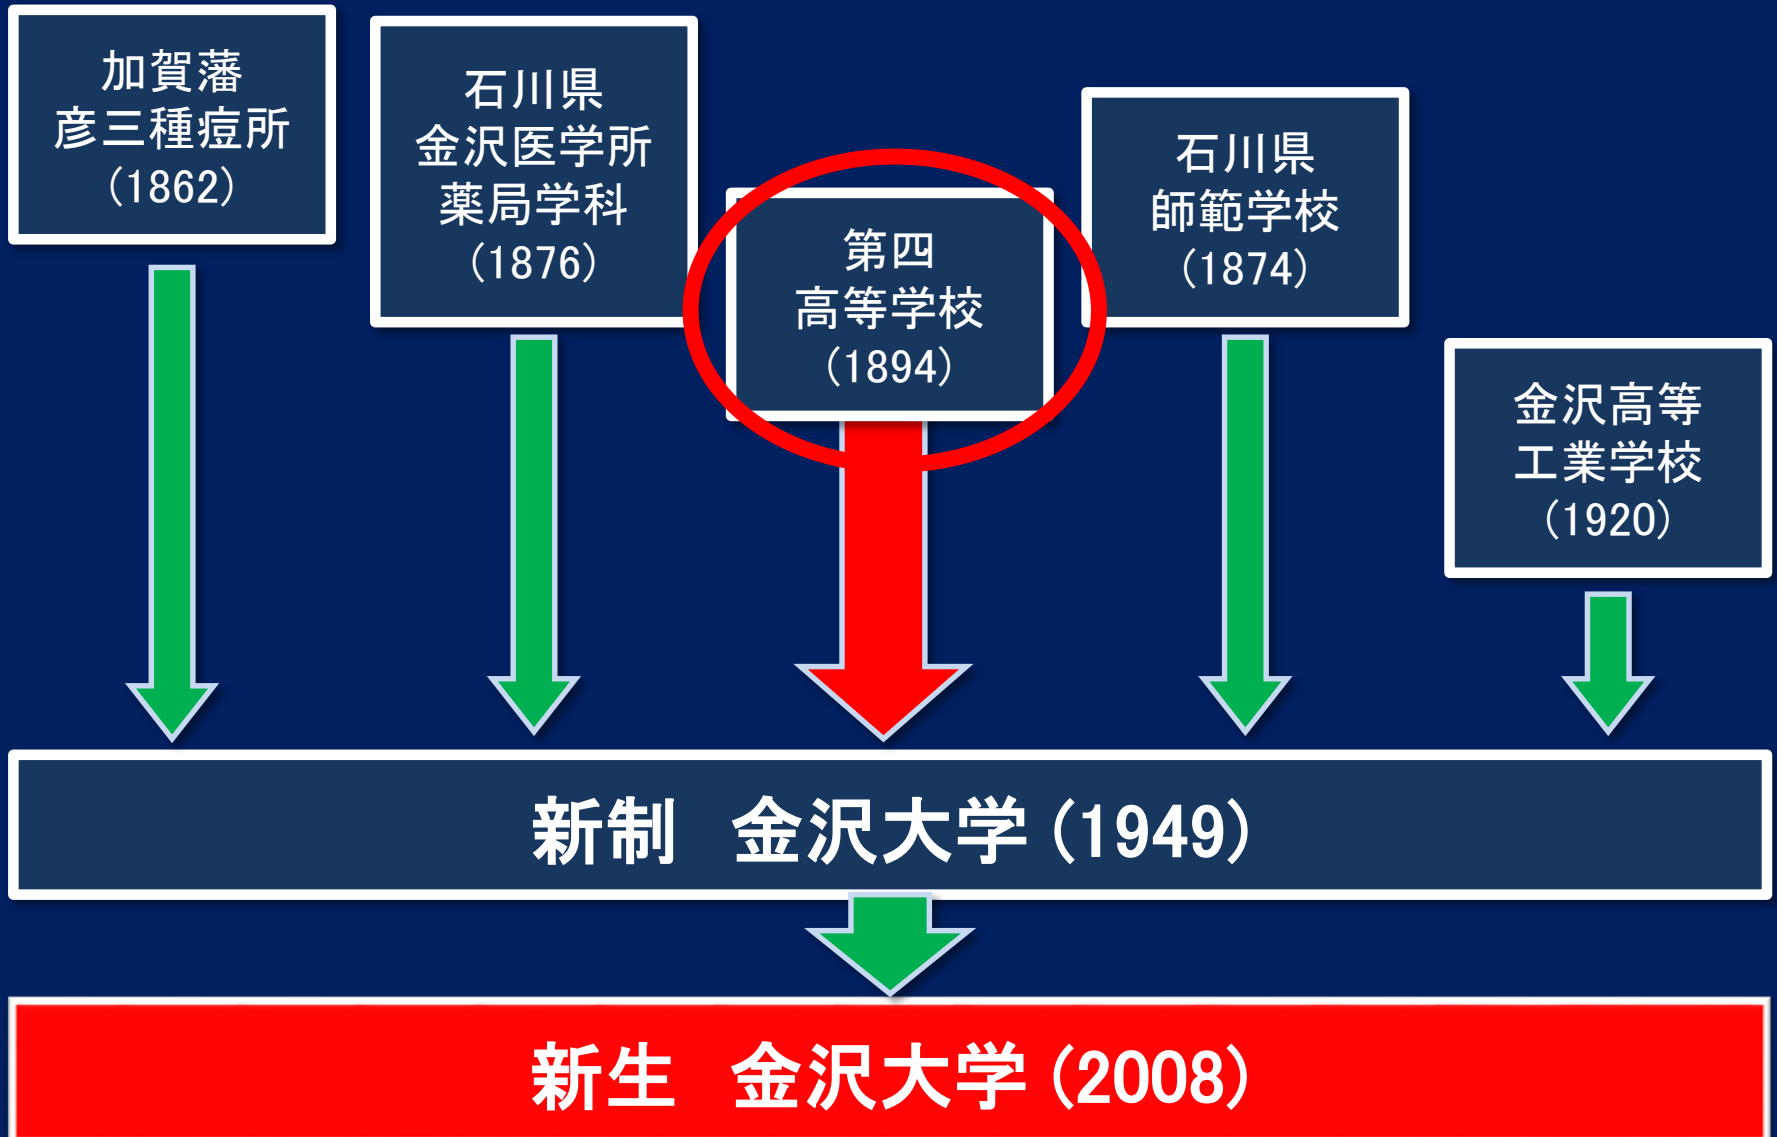 加賀藩
彦三種痘所
(1862)
石川県
金沢医学所
薬局学科
(1876)
第四
高等学校
(1894)
石川県
師範学校
(1874)
金沢高等
工業学校
(1920)
新制　金沢大学(1949)
新生　金沢大学(2008)